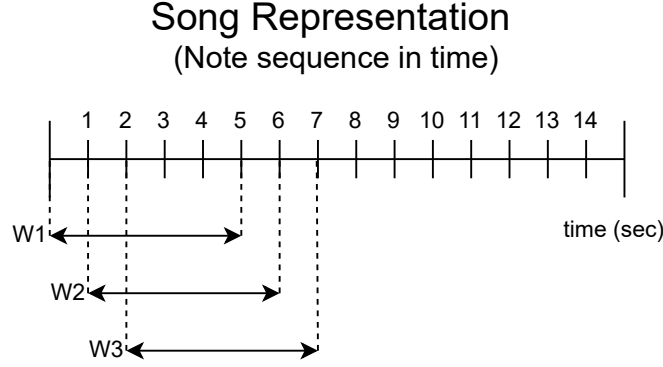 Song Representation
(Note sequence in time)
1 2 3 4 5 6 7 8 9 10 11 12 13 14
time (sec)
W1
W2
W3